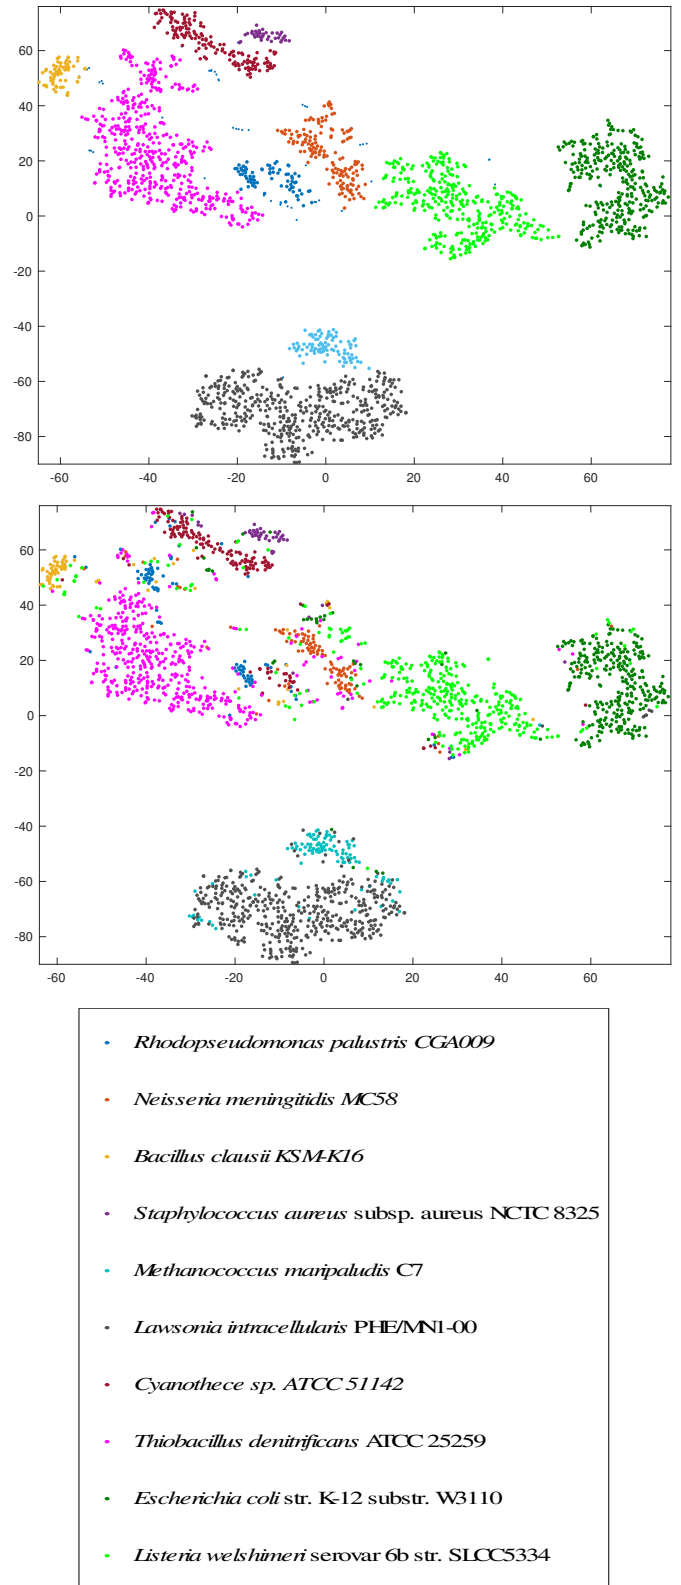 60
40
20
0
-20
-40
-60
-80
-60 -40 -20 0 20 40 60
60
40
20
0
-20
-40
-60
-80
-60 -40 -20 0 20 40 60
Rhodopseudomonas palustris CGA009
Neisseria meningitidis MC58
Bacillus clausii KSM-K16
Staphylococcus aureus subsp. aureus NCTC 8325
Methanococcus maripaludis C7
Lawsonia intracellularis PHE/MN1-00
Cyanothece sp. ATCC 51142
Thiobacillus denitrificans ATCC 25259
Escherichia coli str. K-12 substr. W3110
Listeria welshimeri serovar 6b str. SLCC5334